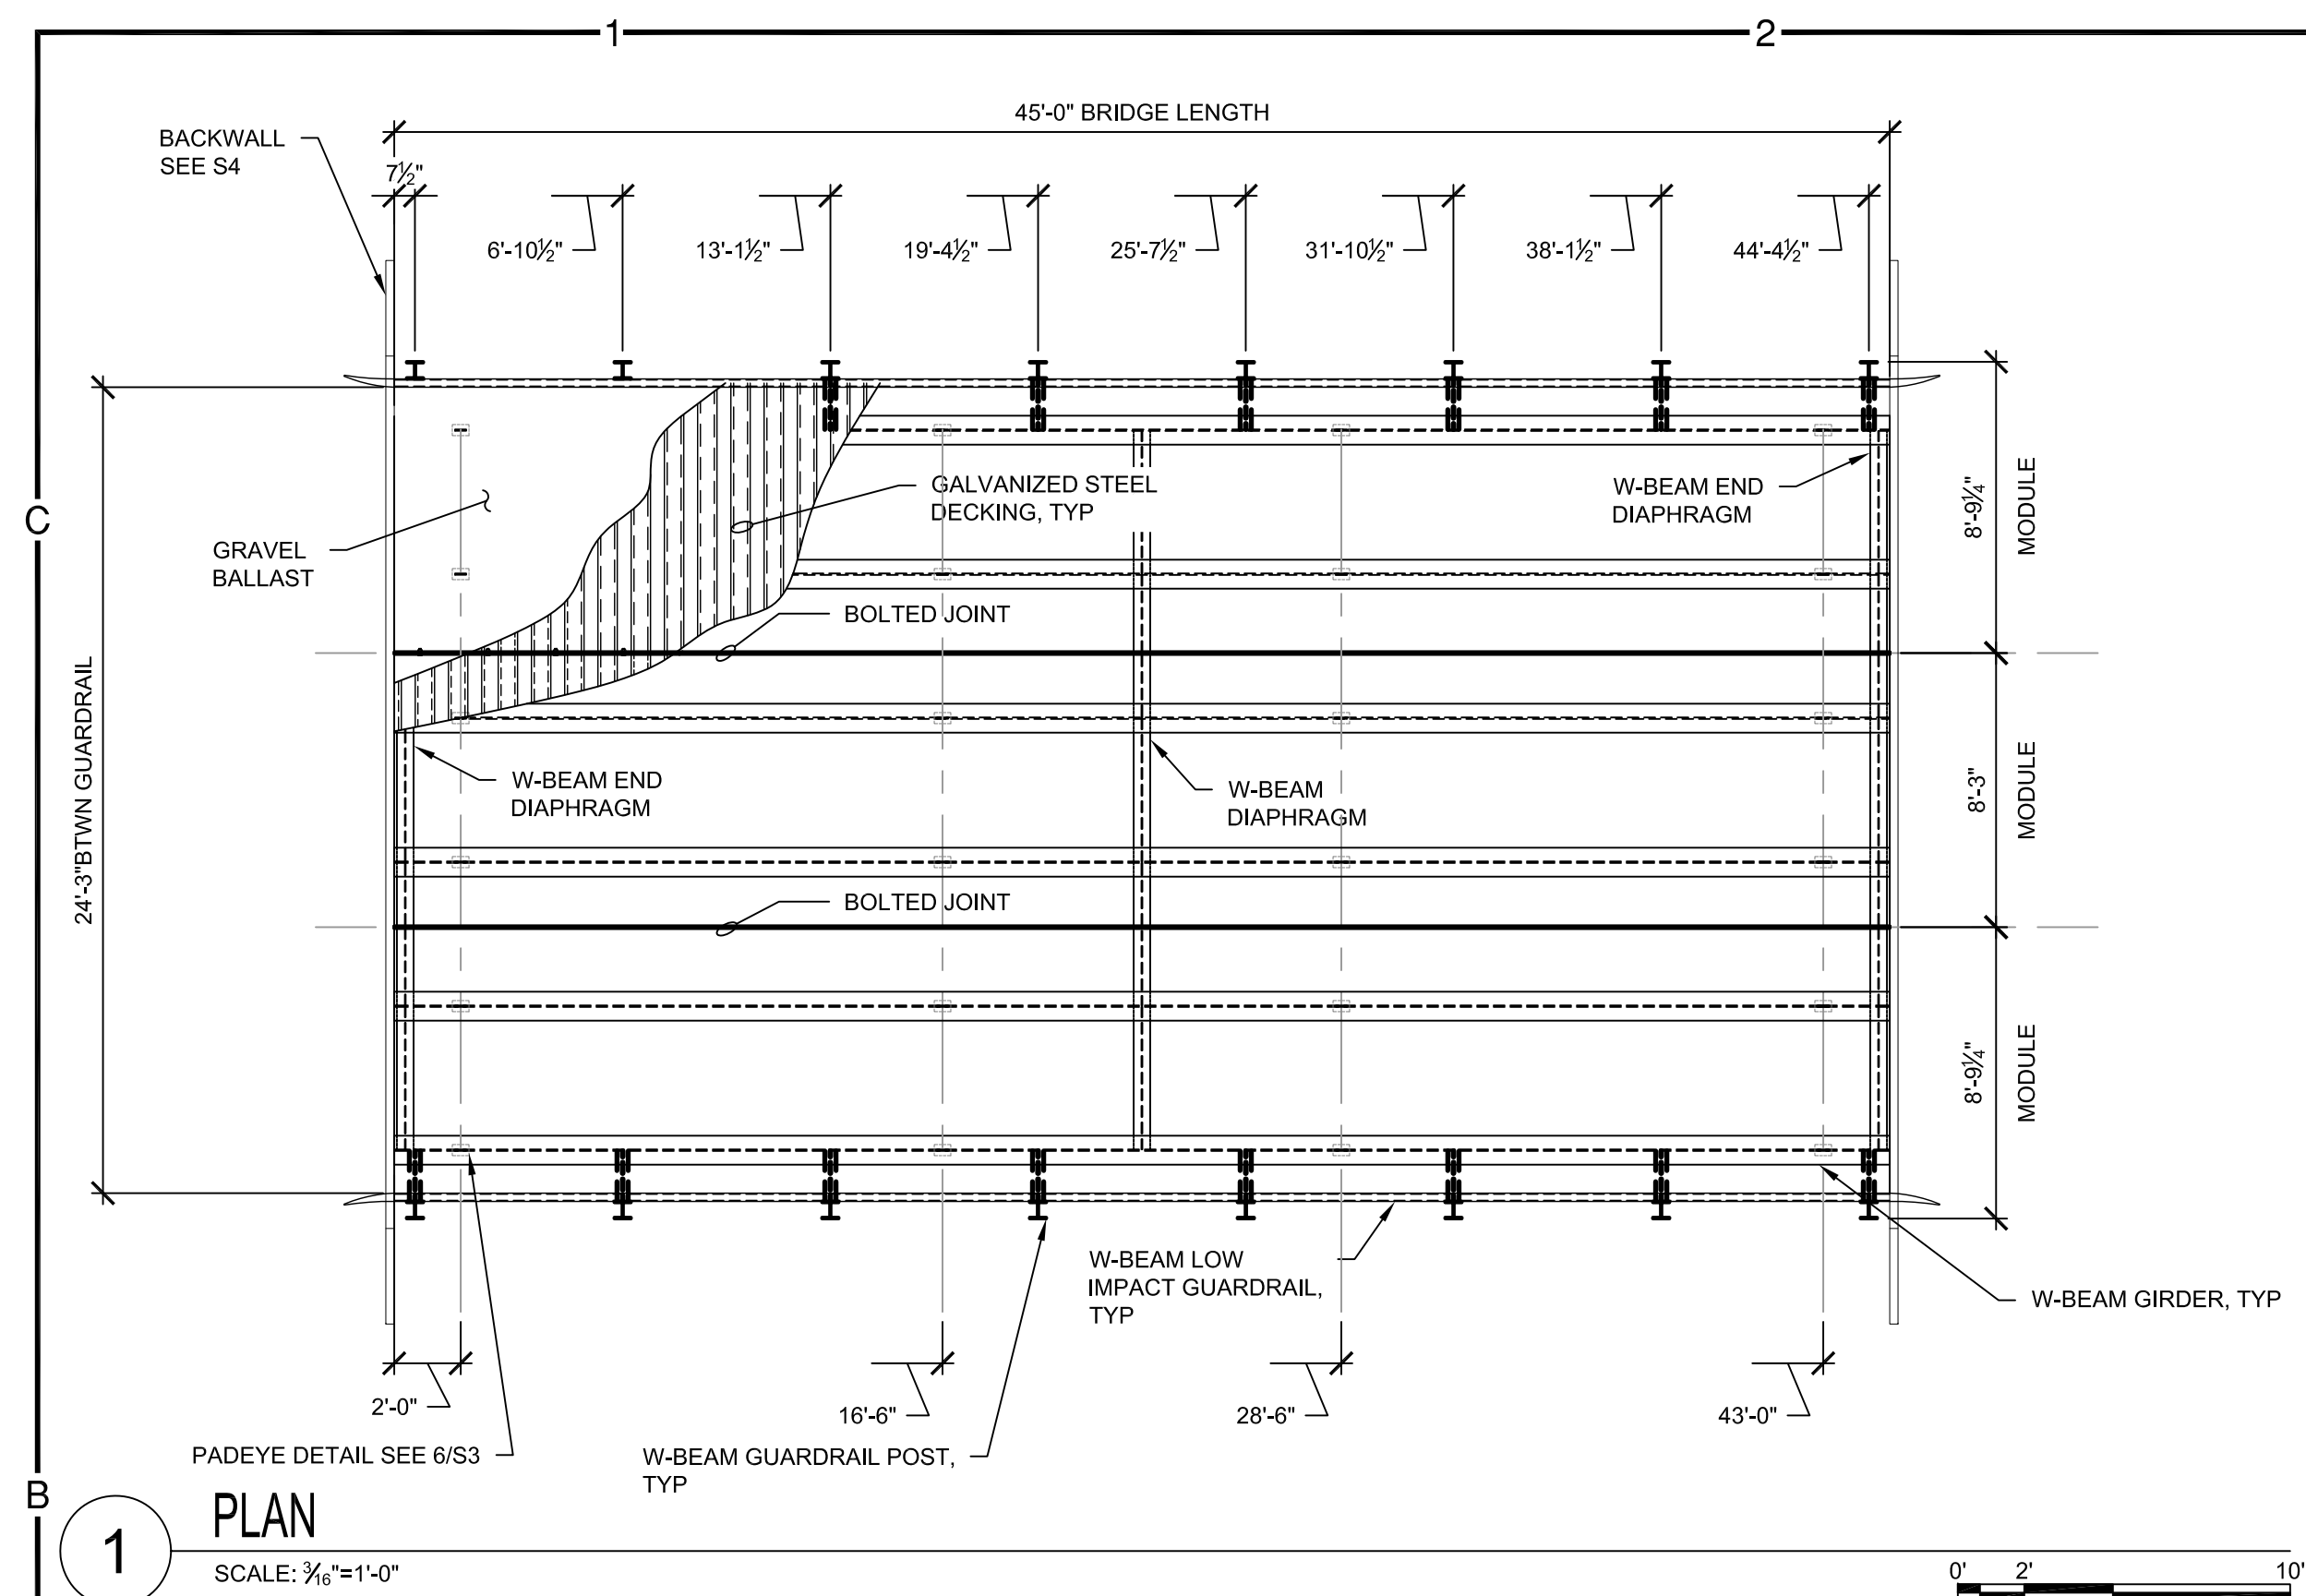 1
2
45'-0" BRIDGE LENGTH
BACKWALL
SEE S4
7½"
6'-10½"
13'-1½"
19'-4½"
25'-7½"
31'-10½"
38'-1½"
44'-4½"
C
GALVANIZED STEEL
DECKING, TYP
W-BEAM END
DIAPHRAGM
8'-9¼"
MODULE
GRAVEL
BALLAST
BOLTED JOINT
24'-3"BTWN GUARDRAIL
W-BEAM END
DIAPHRAGM
W-BEAM
DIAPHRAGM
8'-3"
MODULE
BOLTED JOINT
8'-9¼"
MODULE
W-BEAM LOW
IMPACT GUARDRAIL,
TYP
W-BEAM GIRDER, TYP
2'-0"
16'-6"
28'-6"
43'-0"
PADEYE DETAIL SEE 6/S3
W-BEAM GUARDRAIL POST,
TYP
B
1
PLAN
SCALE: 3⁄16"=1'-0"
0' 2' 10'